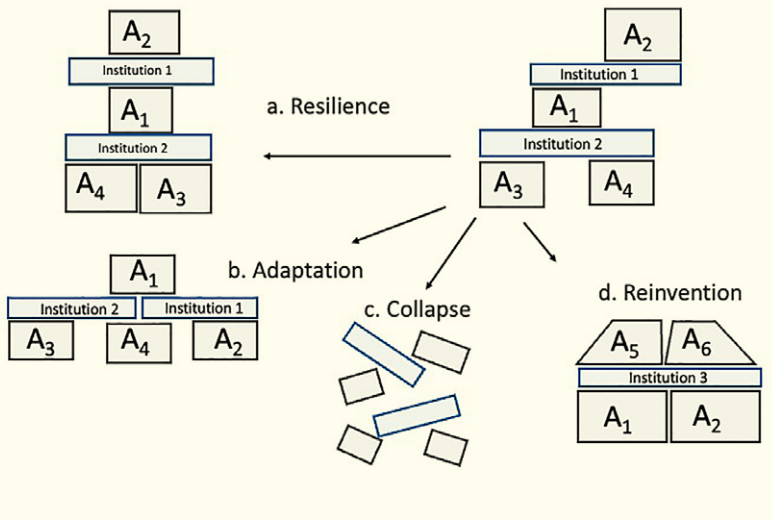 A₂
Institution 1
A₁
Institution 2
A₄ A₃
a. Resilience
A₂
Institution 1
A₁
Institution 2
A₃ A₄
b. Adaptation
A₁
Institution 2 Institution 1
A₃ A₄ A₂
c. Collapse
d. Reinvention
A₅ A₆
Institution 3
A₁ A₂